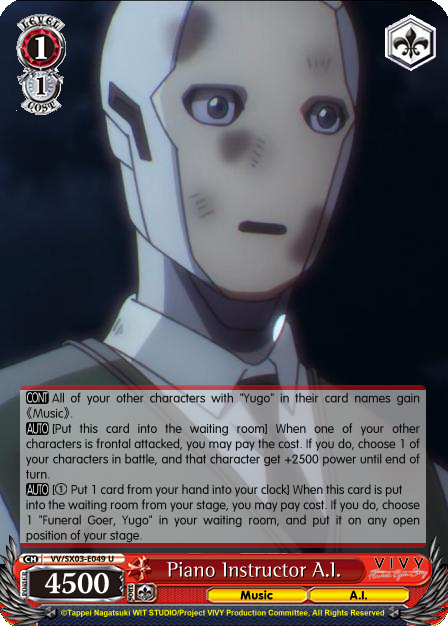 LEVEL
1
1
COST
CONT All of your other characters with "Yugo" in their card names gain
《Music》.
AUTO [Put this card into the waiting room] When one of your other
characters is frontal attacked, you may pay the cost. If you do, choose 1 of
your characters in battle, and that character get +2500 power until end of
turn.
AUTO [① Put 1 card from your hand into your clock] When this card is put
into the waiting room from your stage, you may pay cost. If you do, choose
1 "Funeral Goer, Yugo" in your waiting room, and put it on any open
position of your stage.
CH VV/SX03-E049 U
POWER 4500 SOUL
Piano Instructor A.I.
VIVY
Music A.I.
©Tappei Nagatsuki WIT STUDIO/Project VIVY Production Committee, All Rights Reserved